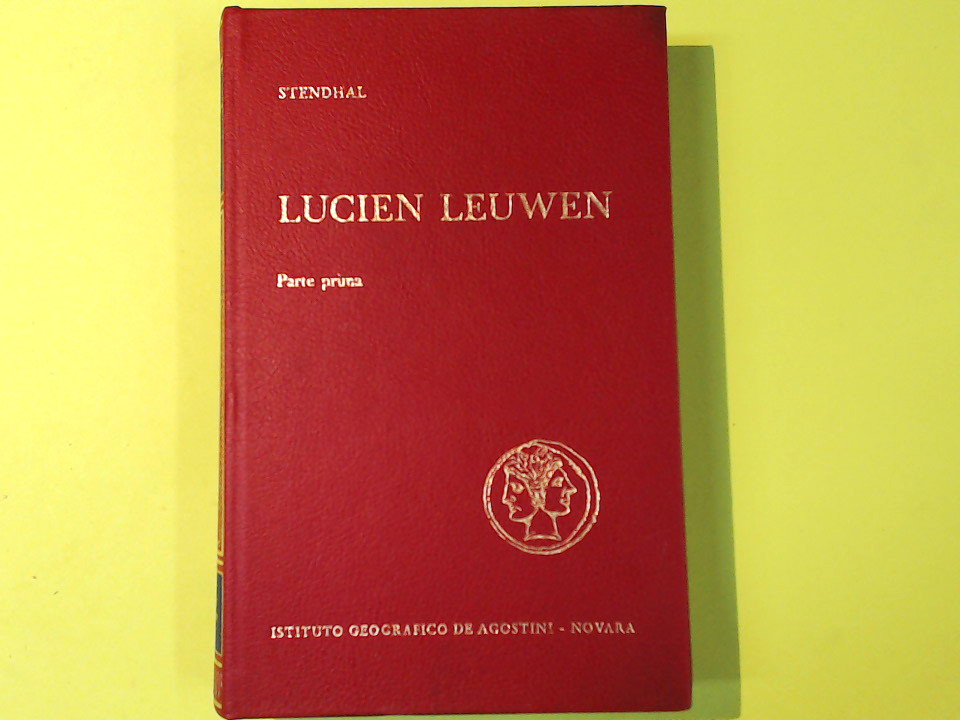 STENDHAL
LUCIEN LEUWEN
Parte prima
ISTITUTO GEOGRAFICO DE AGOSTINI - NOVARA